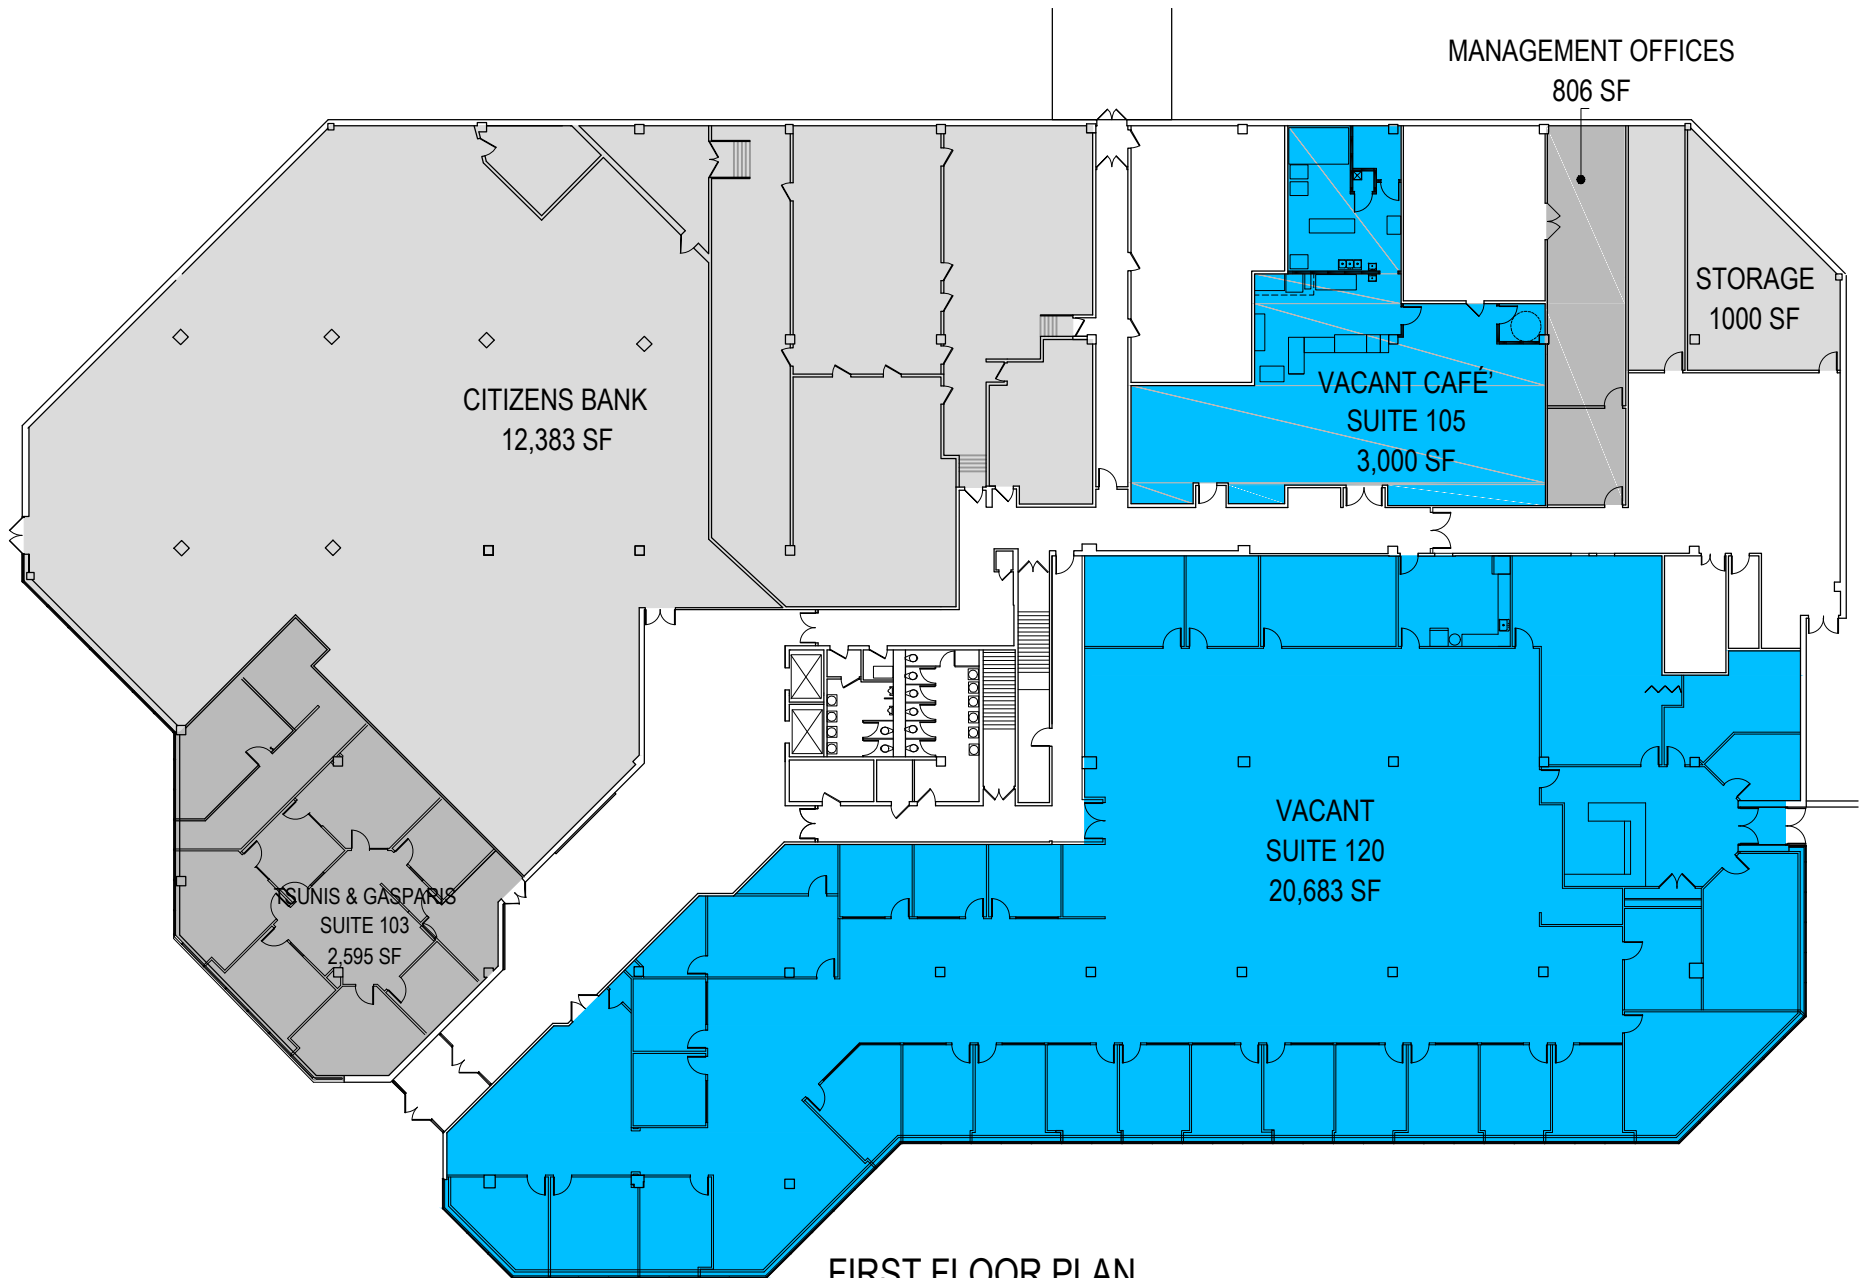 MANAGEMENT OFFICES
806 SF
STORAGE
1000 SF
CITIZENS BANK
12,383 SF
VACANT CAFÉ'
SUITE 105
3,000 SF
VACANT
SUITE 120
20,683 SF
TSUNIS & GASPARIS
SUITE 103
2,595 SF
FIRST FLOOR PLAN